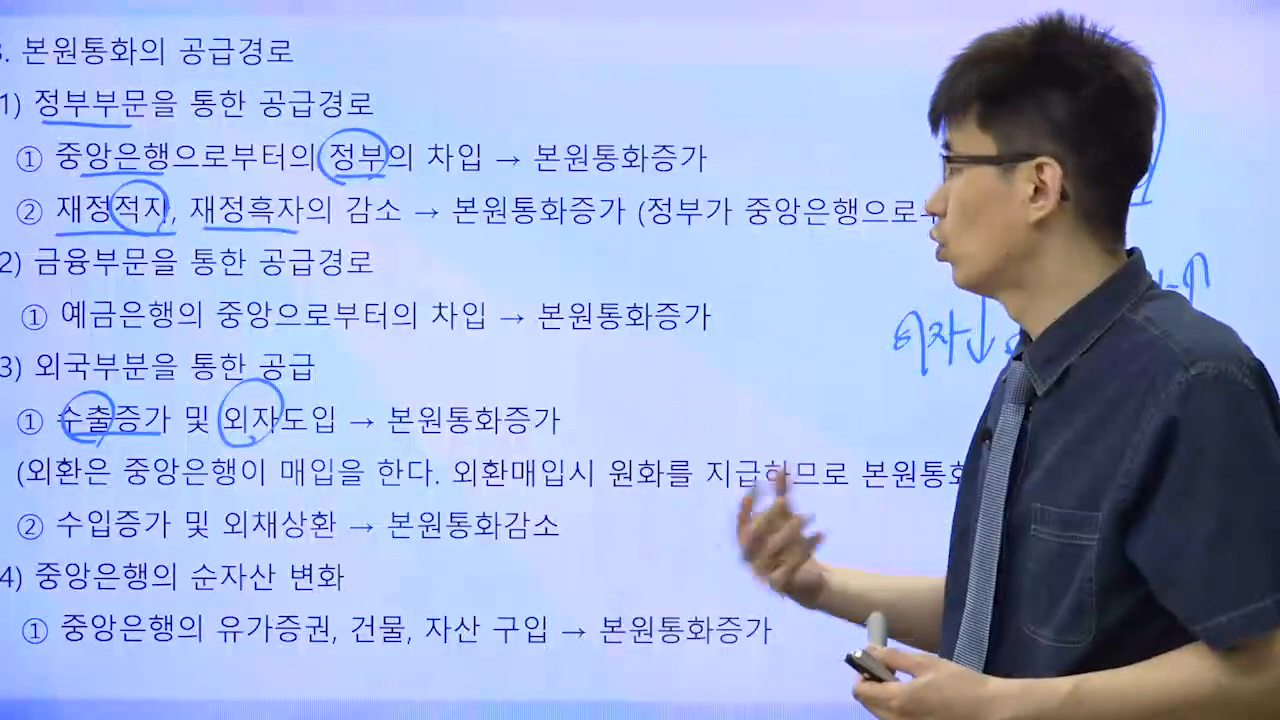 3. 본원통화의 공급경로
1) 정부부문을 통한 공급경로
① 중앙은행으로부터의 정부의 차입 → 본원통화증가
② 재정적자, 재정흑자의 감소 → 본원통화증가 (정부가 중앙은행으로
2) 금융부문을 통한 공급경로
① 예금은행의 중앙으로부터의 차입 → 본원통화증가
3) 외국부분을 통한 공급
① 수출증가 및 외자도입 → 본원통화증가
(외환은 중앙은행이 매입을 한다. 외환매입시 원화를 지급하므로 본원통화
② 수입증가 및 외채상환 → 본원통화감소
4) 중앙은행의 순자산 변화
① 중앙은행의 유가증권, 건물, 자산 구입 → 본원통화증가